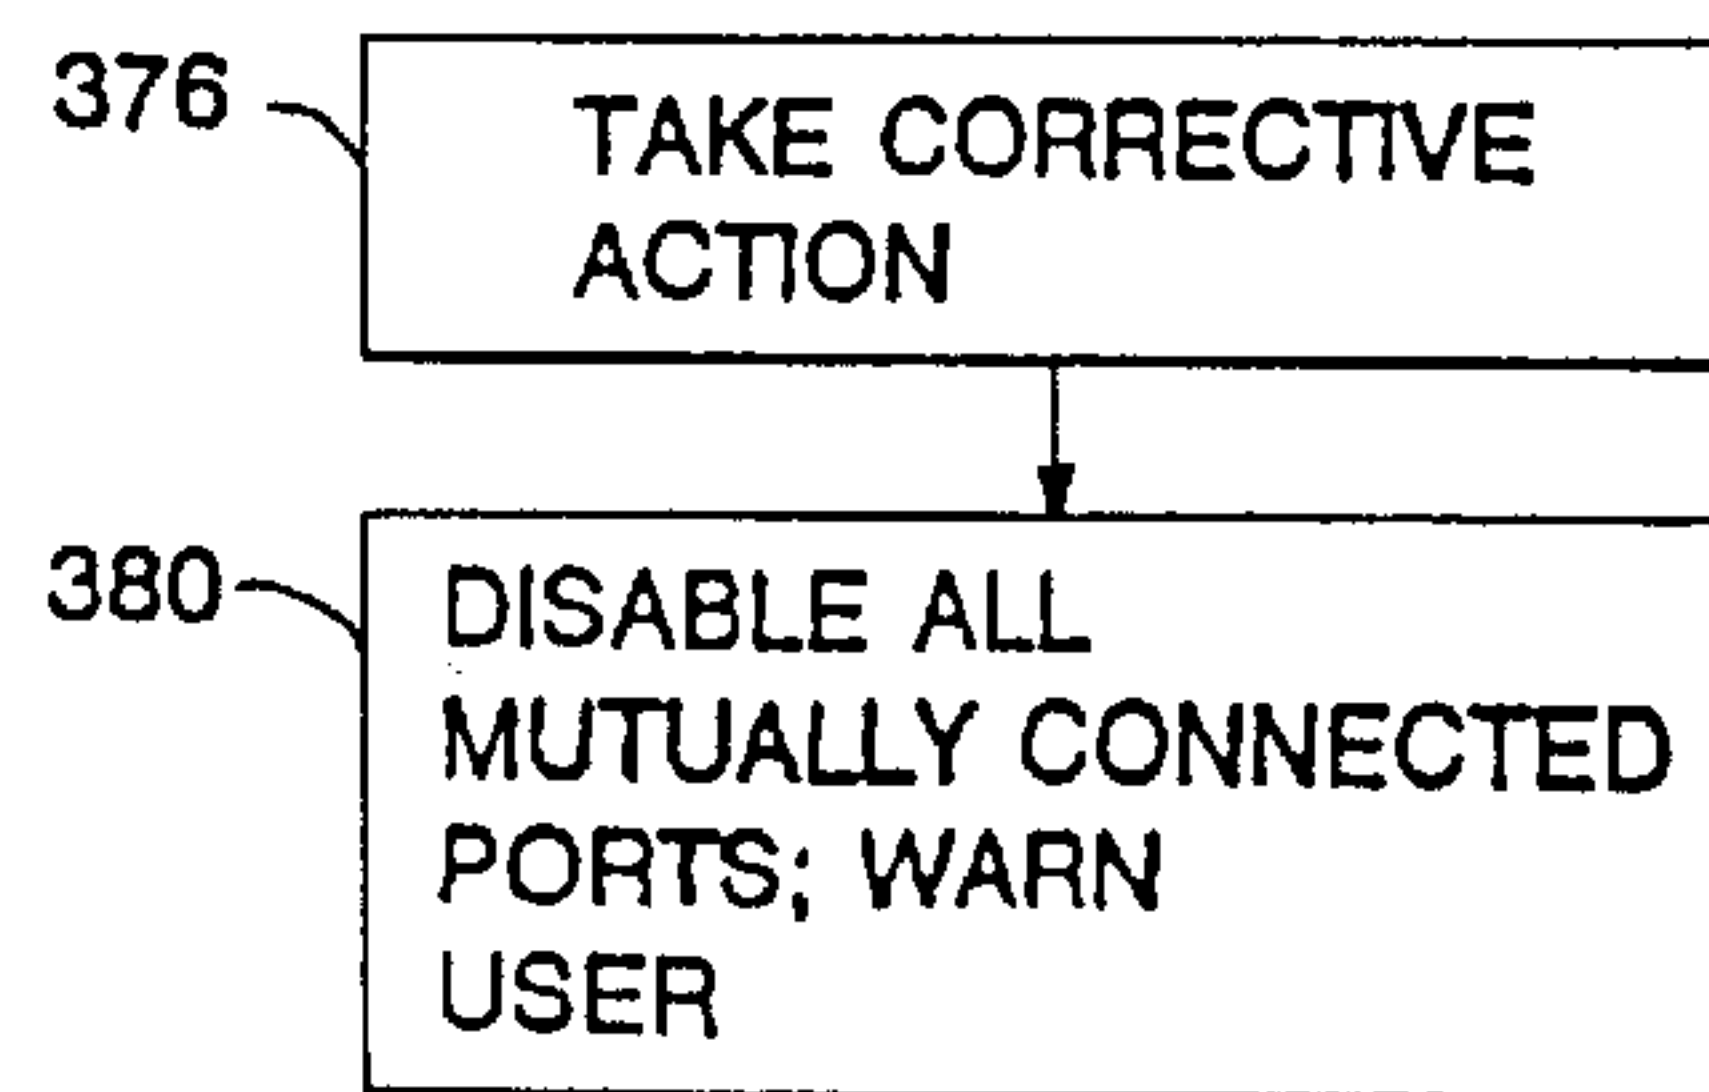 376
TAKE CORRECTIVE
ACTION
380
DISABLE ALL
MUTUALLY CONNECTED
PORTS; WARN
USER